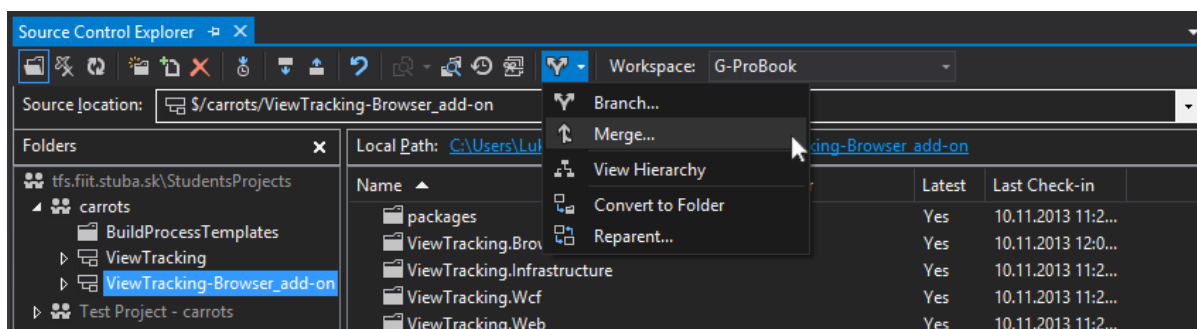 Source Control Explorer
Workspace: G-ProBook
Source location: $/carrots/ViewTracking-Browser_add-on
Branch...
Merge...
View Hierarchy
Convert to Folder
Reparent...
Folders
Local Path: C:\Users\Luk king-Browser_add-on
tfs.fiit.stuba.sk\StudentsProjects
carrots
BuildProcessTemplates
ViewTracking
ViewTracking-Browser_add-on
Test Project - carrots
Name Latest Last Check-in
packages Yes 10.11.2013 11:2...
ViewTracking.Brow Yes 10.11.2013 12:0...
ViewTracking.Infrastructure Yes 10.11.2013 11:2...
ViewTracking.Wcf Yes 10.11.2013 11:2...
ViewTracking.Web Yes 10.11.2013 11:2...